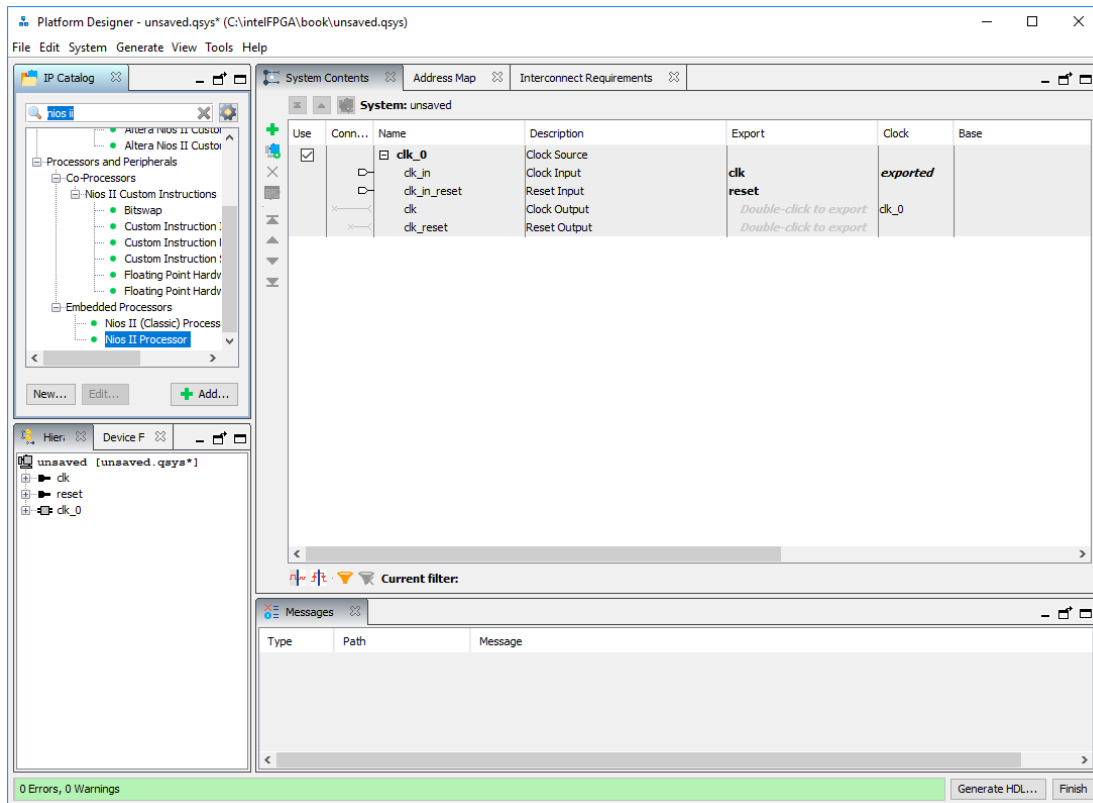 Platform Designer - unsaved.qsys* (C:\intelFPGA\book\unsaved.qsys)
File Edit System Generate View Tools Help
IP Catalog
nios ii
Altera Nios II Custor
Altera Nios II Custor
Processors and Peripherals
Co-Processors
Nios II Custom Instructions
Bitswap
Custom Instruction
Custom Instruction
Custom Instruction
Floating Point Hardw
Floating Point Hardw
Embedded Processors
Nios II (Classic) Process
Nios II Processor
New... Edit... Add...
Hier Device F
unsaved [unsaved.qsys*]
clk
reset
clk_0
System Contents Address Map Interconnect Requirements
System: unsaved
Use Conn... Name Description Export Clock Base
clk_0 Clock Source
clk_in Clock Input clk exported
clk_in_reset Reset Input reset
clk Clock Output Double-click to export clk_0
clk_reset Reset Output Double-click to export
Current filter:
Messages
Type Path Message
0 Errors, 0 Warnings Generate HDL... Finish